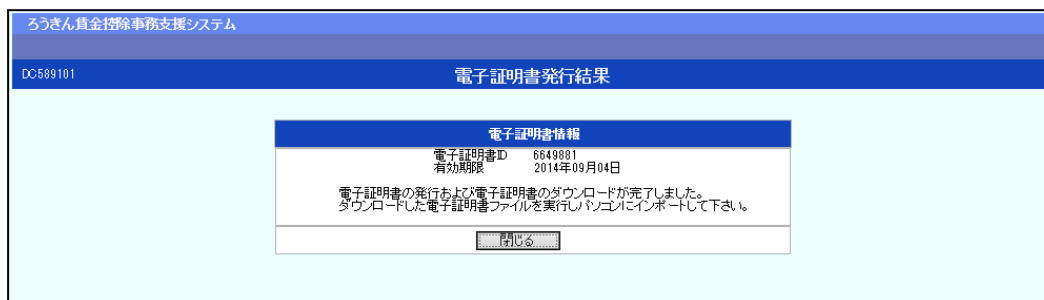 ろうきん賃金控除事務支援システム
DC589101
電子証明書発行結果
電子証明書情報
電子証明書ID 6649881
有効期限 2014年09月04日
電子証明書の発行および電子証明書のダウンロードが完了しました。
ダウンロードした電子証明書ファイルを実行しパソコンにインポートして下さい。
閉じる